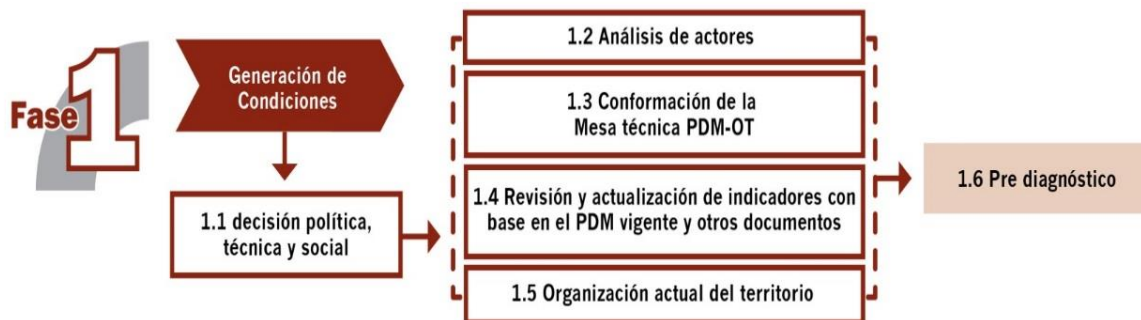 Fase 1
Generación de
Condiciones
1.1 decisión política,
técnica y social
1.2 Análisis de actores
1.3 Conformación de la
Mesa técnica PDM-OT
1.4 Revisión y actualización de indicadores con
base en el PDM vigente y otros documentos
1.5 Organización actual del territorio
1.6 Pre diagnóstico